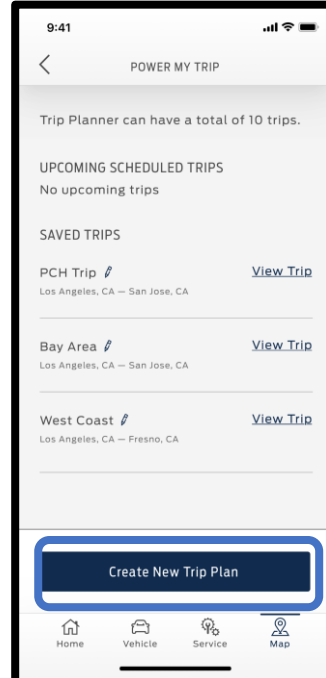 9:41
POWER MY TRIP
Trip Planner can have a total of 10 trips.
UPCOMING SCHEDULED TRIPS
No upcoming trips
SAVED TRIPS
PCH Trip View Trip
Los Angeles, CA — San Jose, CA
Bay Area View Trip
Los Angeles, CA — San Jose, CA
West Coast View Trip
Los Angeles, CA — Fresno, CA
Create New Trip Plan
Home Vehicle Service Map